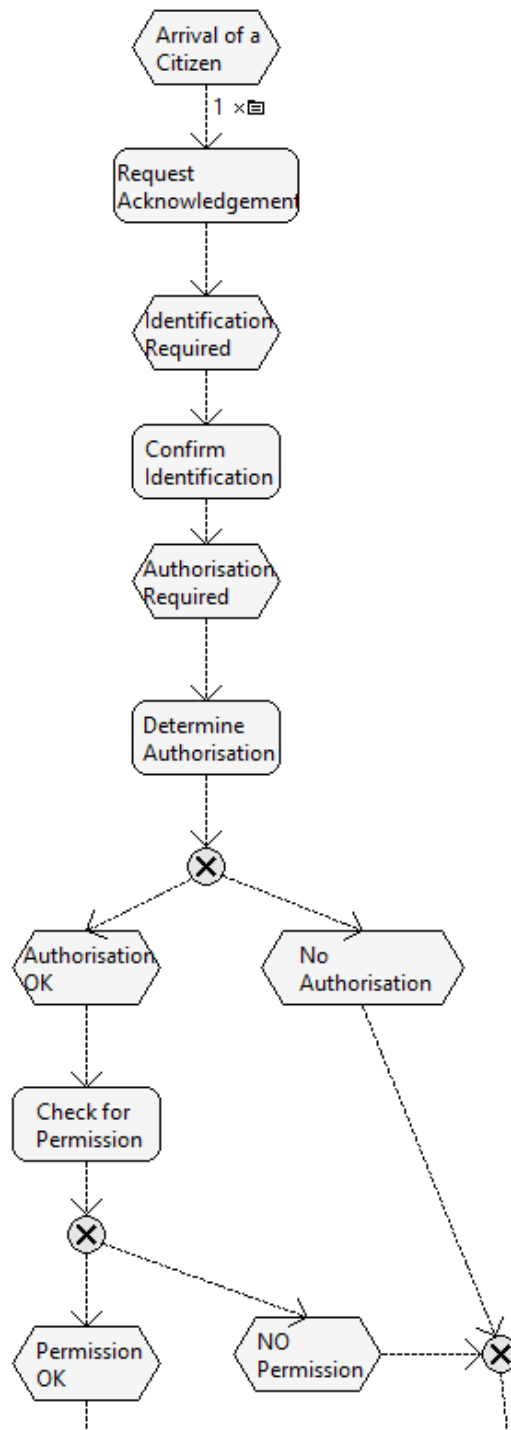 Arrival of a
Citizen
1 ×
Request
Acknowledgement
Identification
Required
Confirm
Identification
Authorisation
Required
Determine
Authorisation
Authorisation
OK
No
Authorisation
Check for
Permission
Permission
OK
NO
Permission